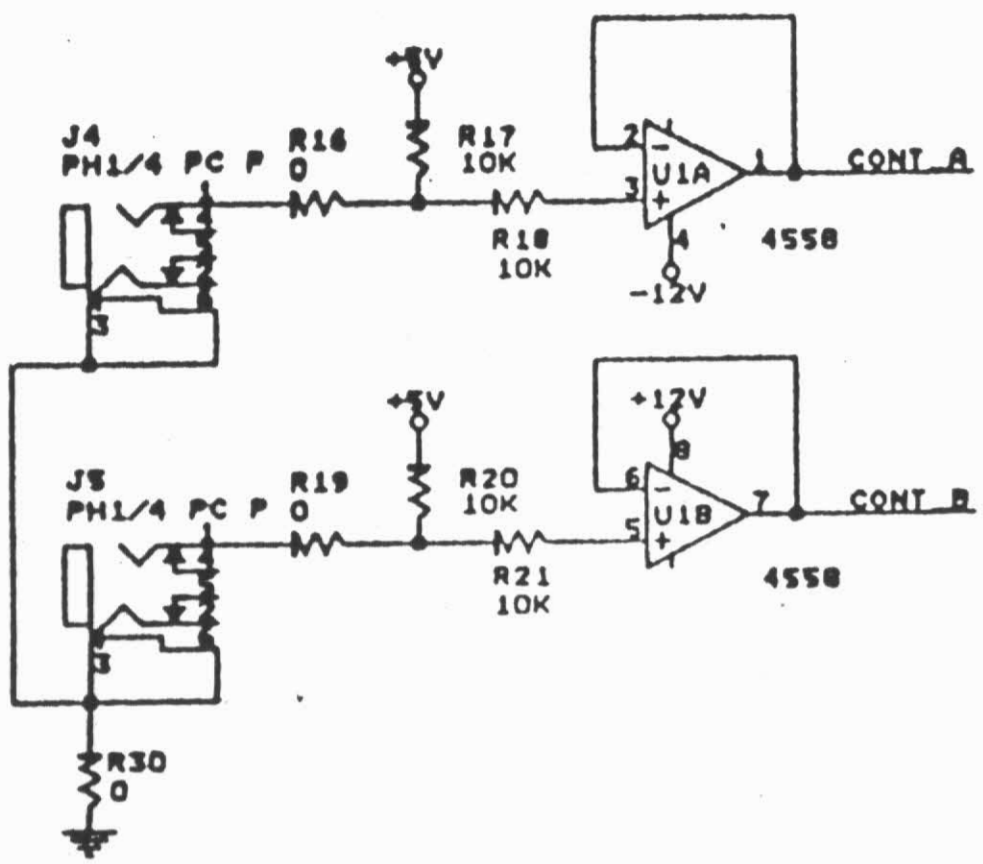 +5V
J4
PH1/4 PC P
R16
0
R17
10K
R18
10K
2
3
U1A
1
CONT A
4558
4
-12V
3
+5V
+12V
8
J5
PH1/4 PC P
R19
0
R20
10K
R21
10K
6
5
U1B
7
CONT B
4558
3
R30
0